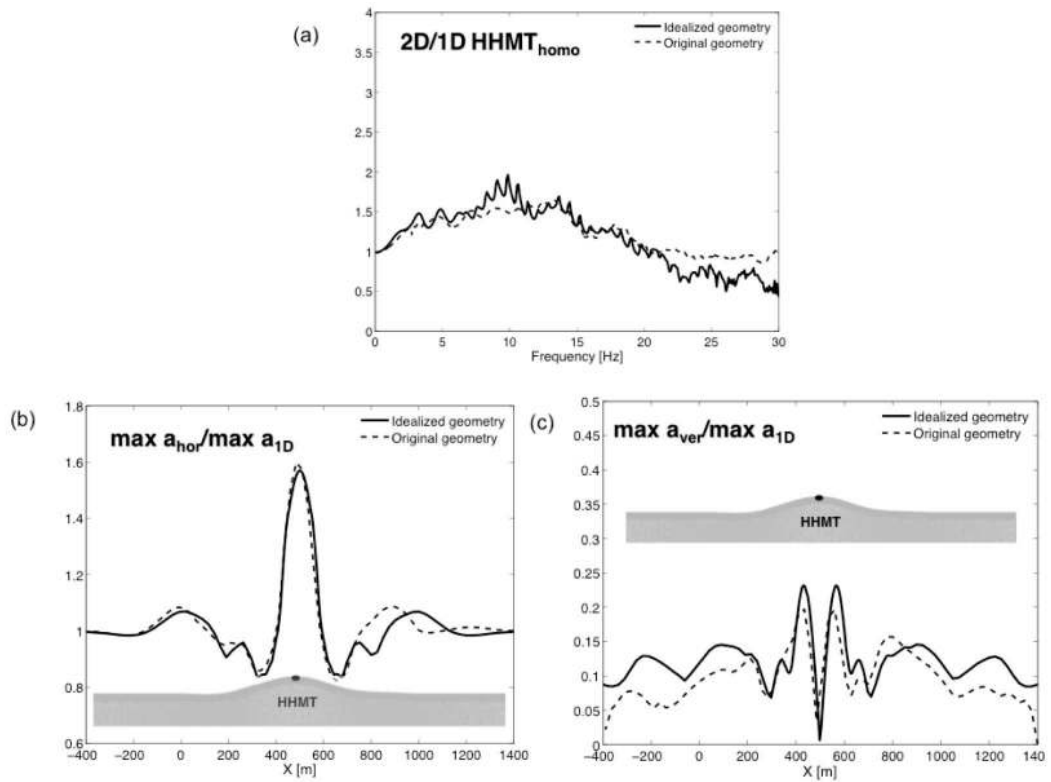 (a)
2D/1D HHMT_homo
Idealized geometry
Original geometry
4
3.5
3
2.5
2
1.5
1
0.5
0
0 5 10 15 20 25 30
Frequency [Hz]
(b)
max a_hor/max a_1D
Idealized geometry
Original geometry
1.8
1.6
1.4
1.2
1
0.8
0.6
HHMT
−400 −200 0 200 400 600 800 1000 1200 1400
X [m]
(c)
max a_ver/max a_1D
Idealized geometry
Original geometry
0.5
0.45
0.4
0.35
0.3
0.25
0.2
0.15
0.1
0.05
0
HHMT
−400 −200 0 200 400 600 800 1000 1200 140
X [m]